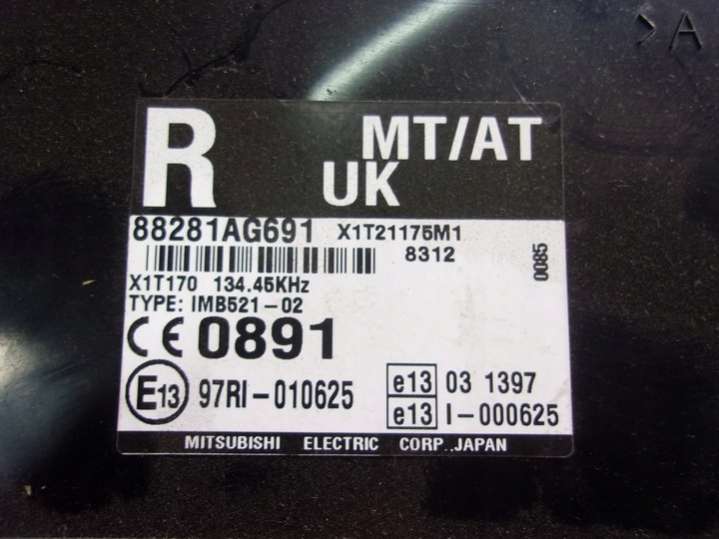 >A
R
MT/AT
UK
88281AG691 X1T21175M1
8312
0085
X1T170 134.45KHz
TYPE: IMB521-02
CE 0891
E13 97RI-010625
e13 03 1397
e13 I-000625
MITSUBISHI ELECTRIC CORP., JAPAN